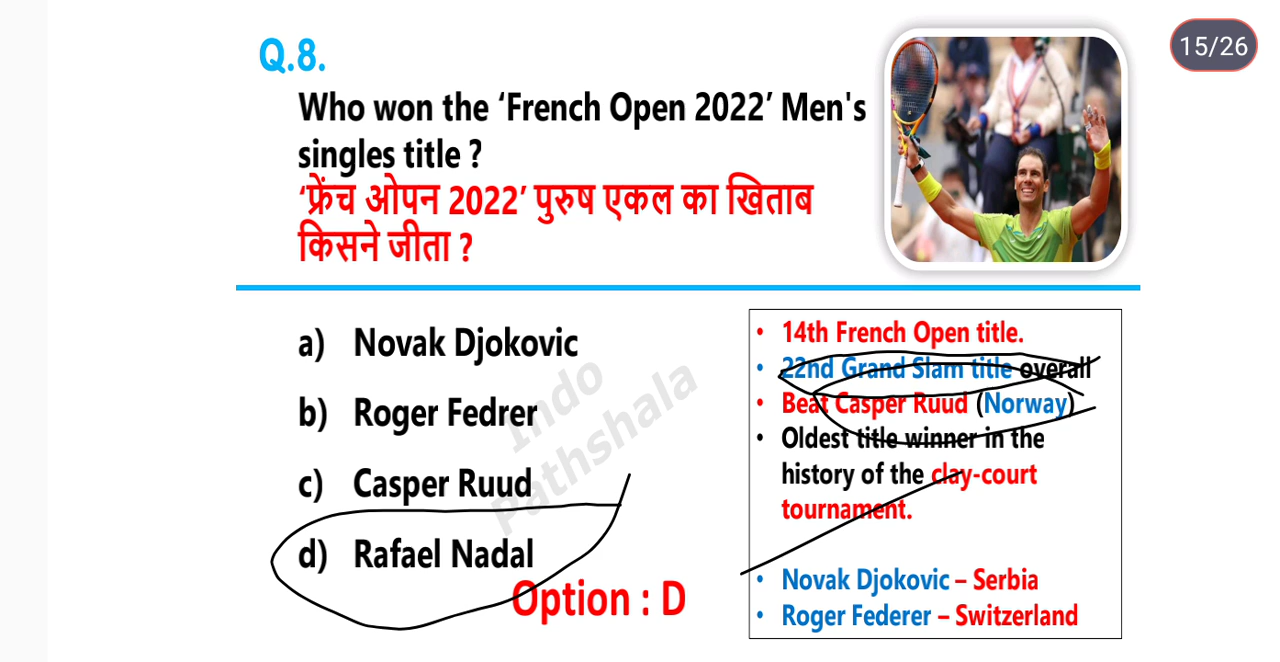 15/26
Q.8.
Who won the ‘French Open 2022’ Men's
singles title ?
‘फ्रेंच ओपन 2022’ पुरुष एकल का खिताब
किसने जीता ?
a) Novak Djokovic
b) Roger Fedrer
c) Casper Ruud
d) Rafael Nadal
Option : D
Indo
Pathshala
• 14th French Open title.
• 22nd Grand Slam title overall
• Beat Casper Ruud (Norway)
• Oldest title winner in the
history of the clay-court
tournament.
• Novak Djokovic – Serbia
• Roger Federer – Switzerland